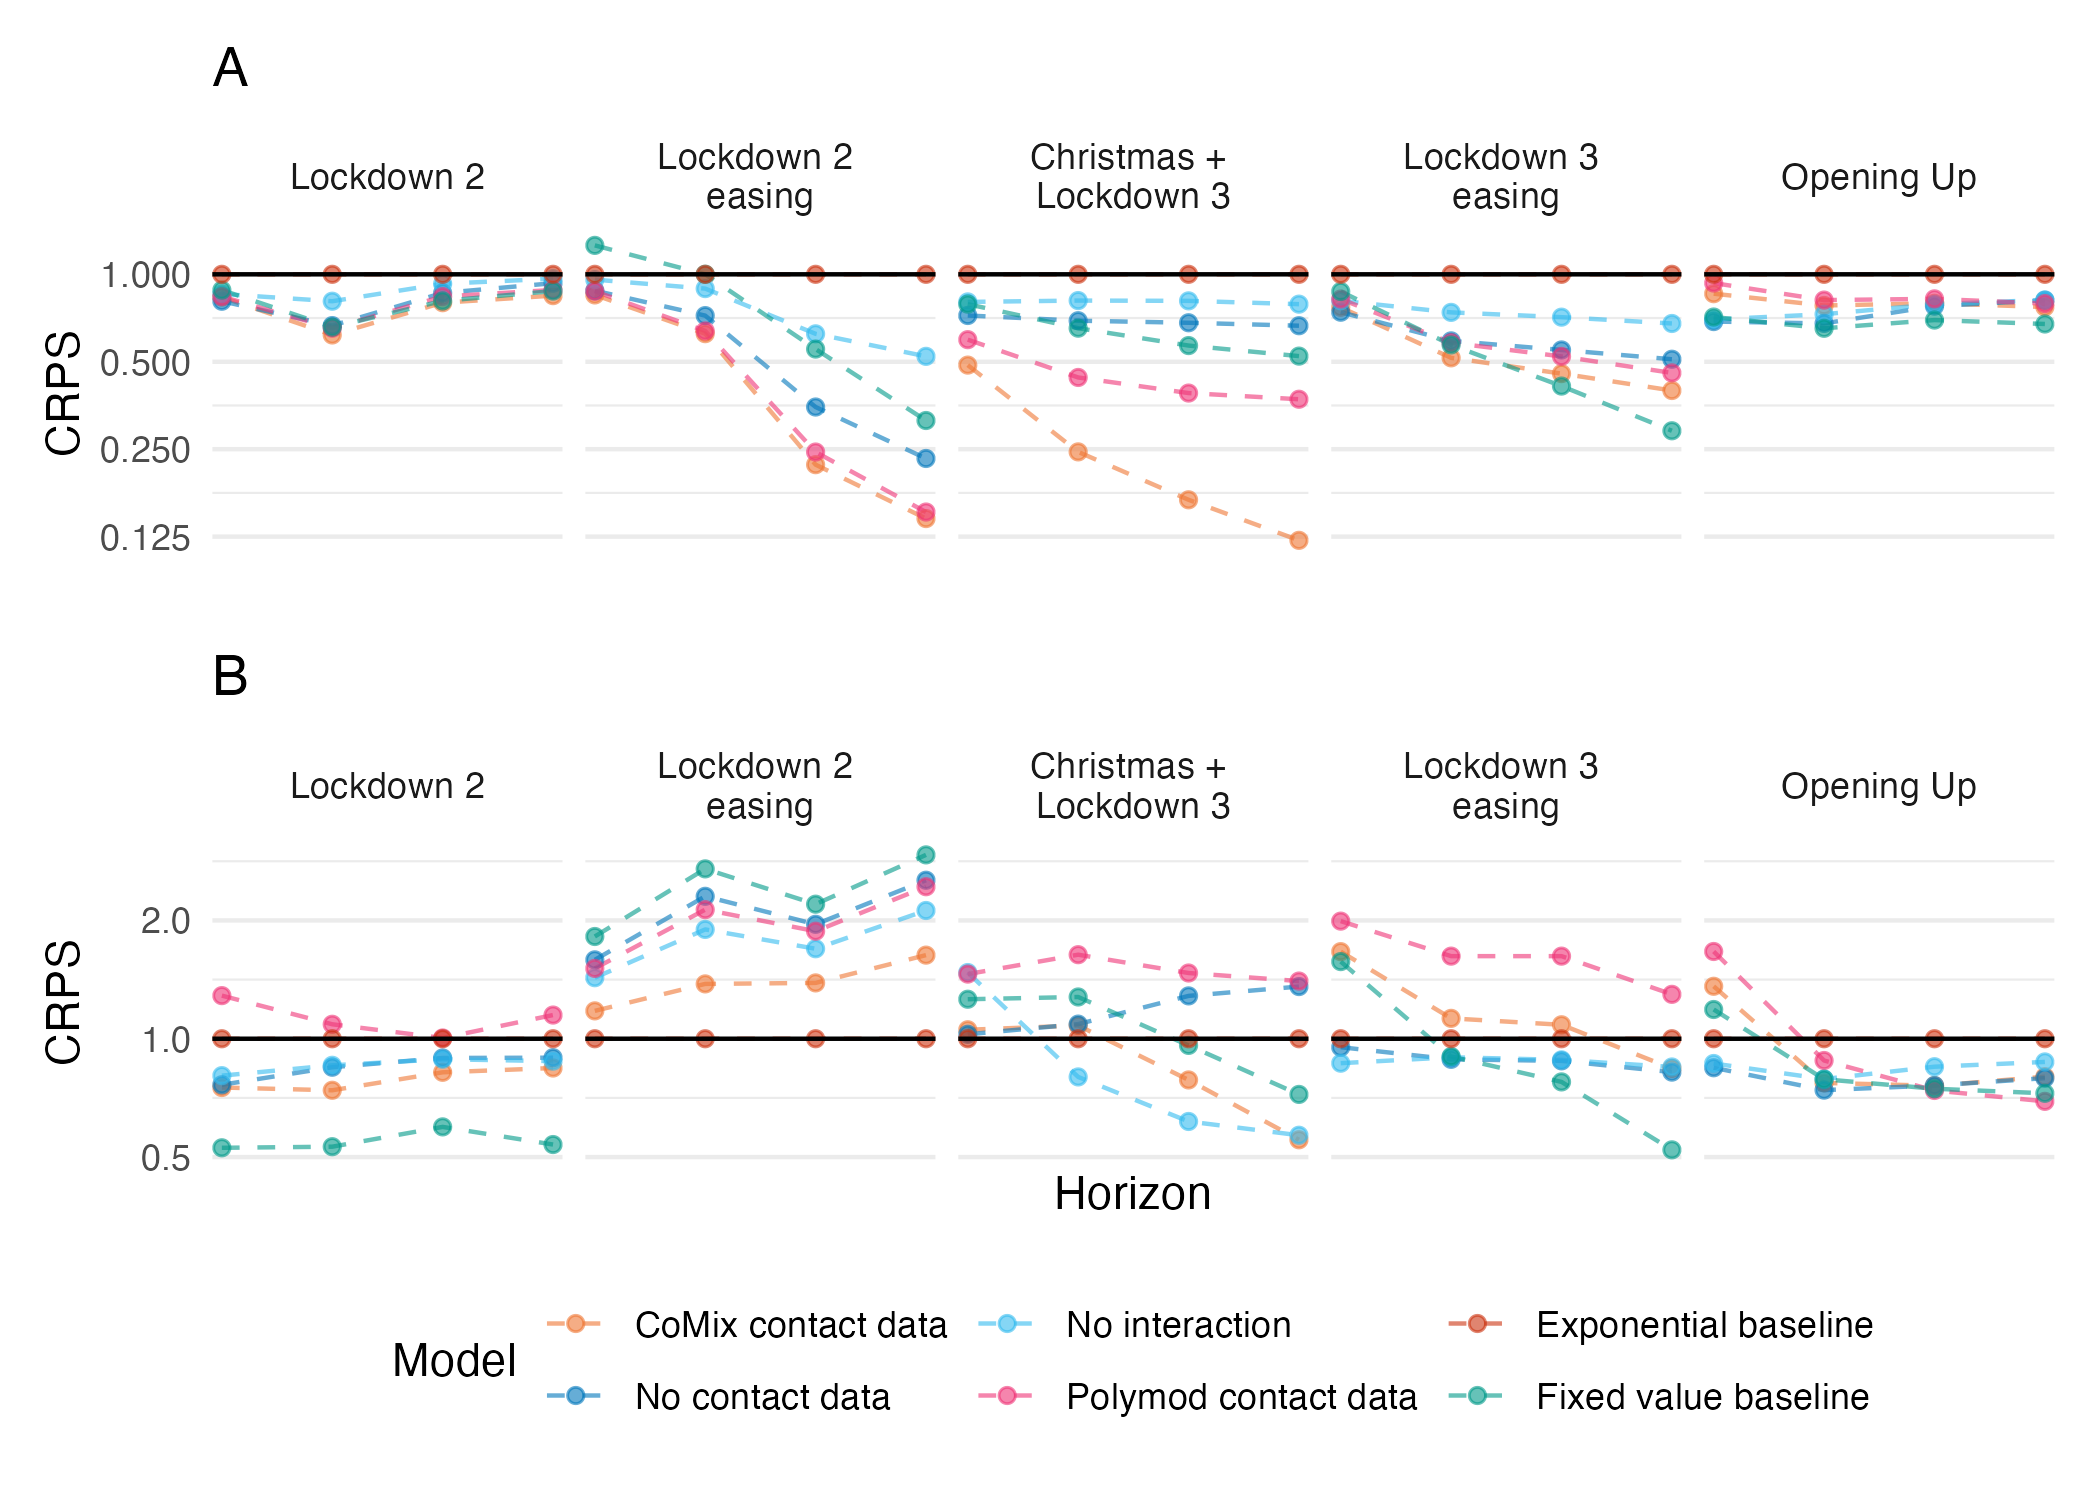 A
Lockdown 2
Lockdown 2
easing
Christmas +
Lockdown 3
Lockdown 3
easing
Opening Up
CRPS
1.000
0.500
0.250
0.125
B
Lockdown 2
Lockdown 2
easing
Christmas +
Lockdown 3
Lockdown 3
easing
Opening Up
CRPS
2.0
1.0
0.5
Horizon
Model
CoMix contact data
No interaction
Exponential baseline
No contact data
Polymod contact data
Fixed value baseline